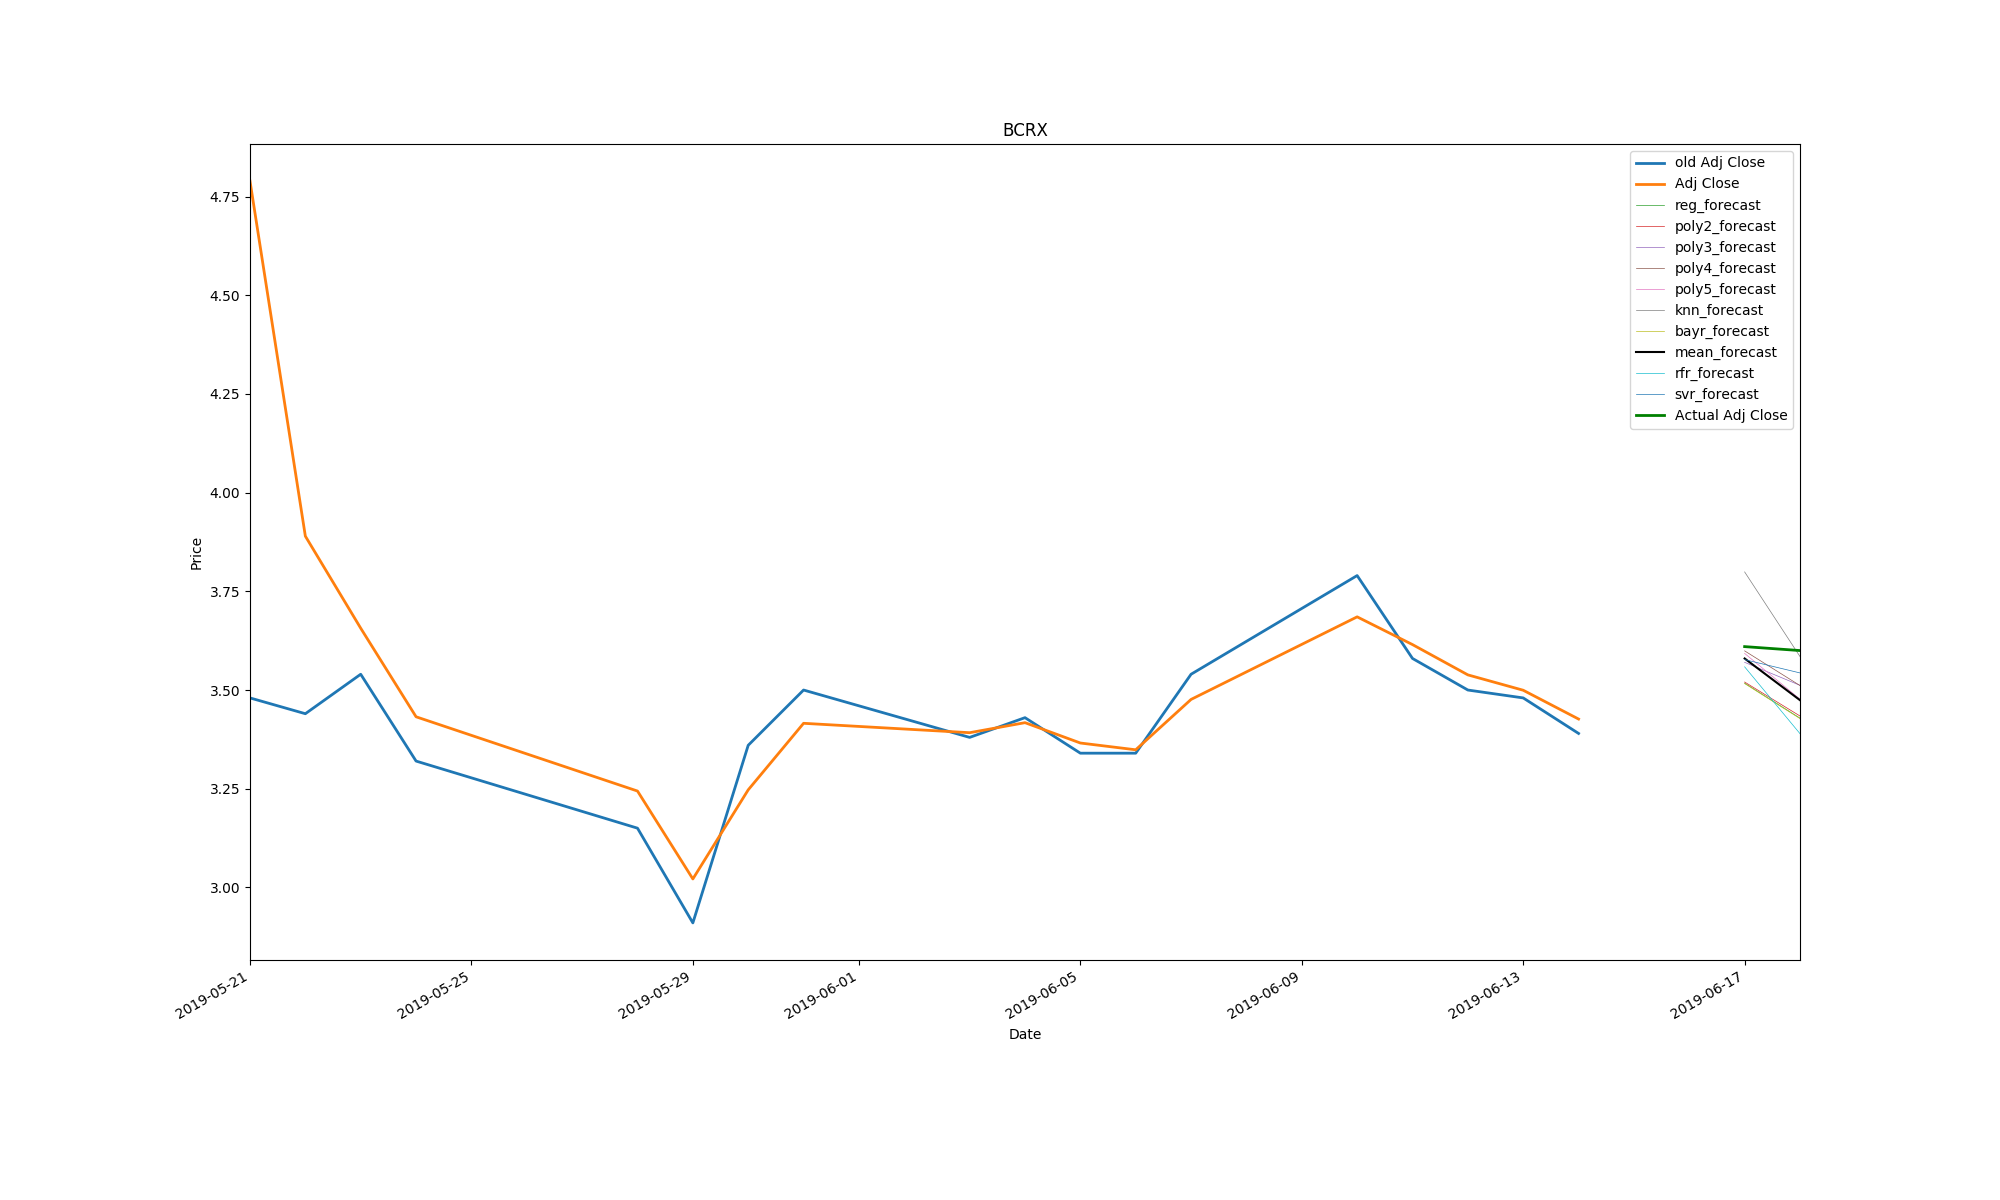 BCRX
old Adj Close
Adj Close
reg_forecast
poly2_forecast
poly3_forecast
poly4_forecast
poly5_forecast
knn_forecast
bayr_forecast
mean_forecast
rfr_forecast
svr_forecast
Actual Adj Close
4.75
4.50
4.25
4.00
3.75
3.50
3.25
3.00
Price
2019-05-21
2019-05-25
2019-05-29
2019-06-01
2019-06-05
2019-06-09
2019-06-13
2019-06-17
Date